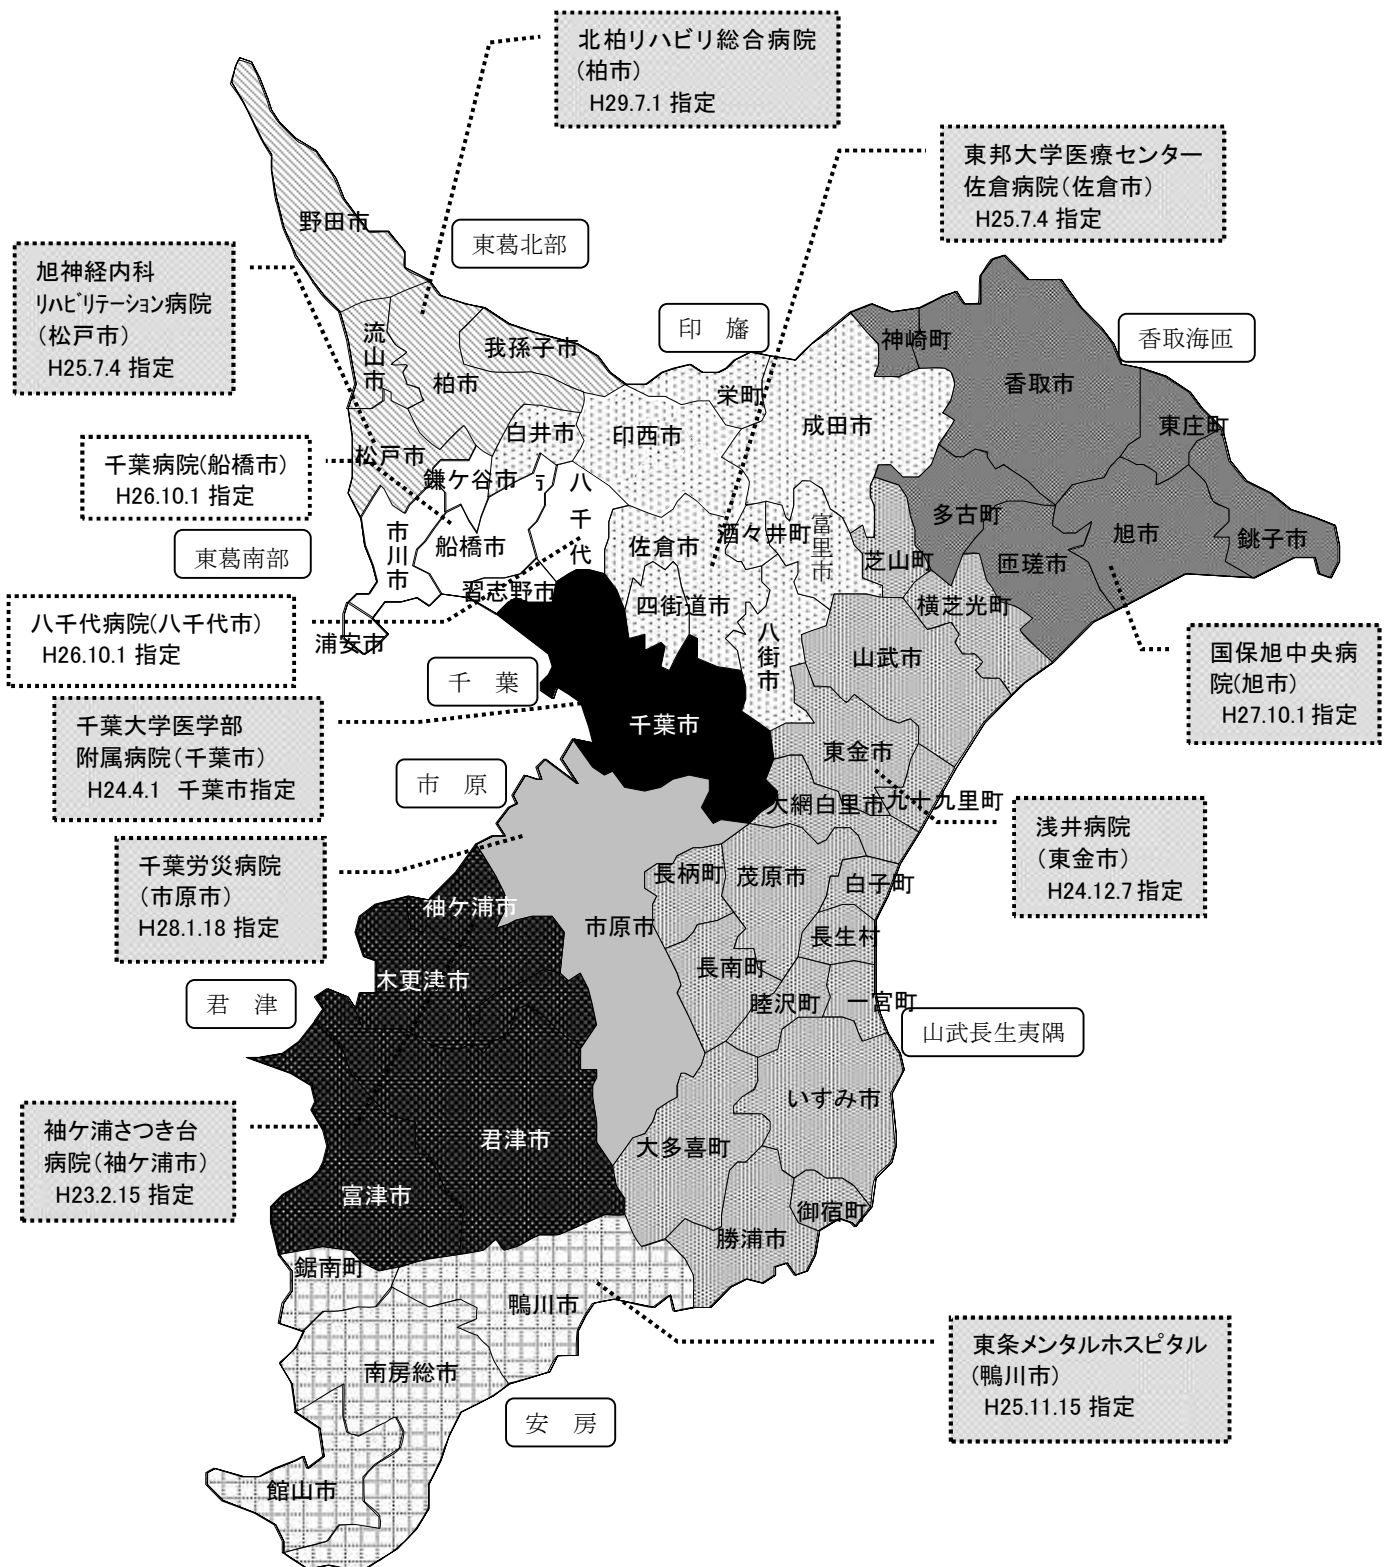 北柏リハビリ総合病院
(柏市)
H29.7.1 指定
東邦大学医療センター
佐倉病院(佐倉市)
H25.7.4 指定
野田市
東葛北部
旭神経内科
リハビリテーション病院
(松戸市)
H25.7.4 指定
印　旛
香取海匝
流山市
柏市
我孫子市
栄町
神崎町
香取市
東庄町
白井市
印西市
成田市
千葉病院(船橋市)
H26.10.1 指定
松戸市
鎌ケ谷市
市
八千代
市川市
船橋市
佐倉市
酒々井町
富里市
芝山町
多古町
匝瑳市
旭市
銚子市
東葛南部
習志野市
四街道市
八街市
横芝光町
八千代病院(八千代市)
H26.10.1 指定
浦安市
山武市
国保旭中央病
院(旭市)
H27.10.1 指定
千　葉
千葉市
千葉大学医学部
附属病院(千葉市)
H24.4.1 千葉市指定
東金市
市　原
大網白里市
九十九里町
浅井病院
(東金市)
H24.12.7 指定
千葉労災病院
(市原市)
H28.1.18 指定
長柄町
茂原市
白子町
袖ケ浦市
市原市
長生村
木更津市
長南町
睦沢町
一宮町
君　津
山武長生夷隅
いすみ市
袖ケ浦さつき台
病院(袖ケ浦市)
H23.2.15 指定
君津市
大多喜町
富津市
御宿町
勝浦市
鋸南町
鴨川市
東条メンタルホスピタル
(鴨川市)
H25.11.15 指定
南房総市
安　房
館山市